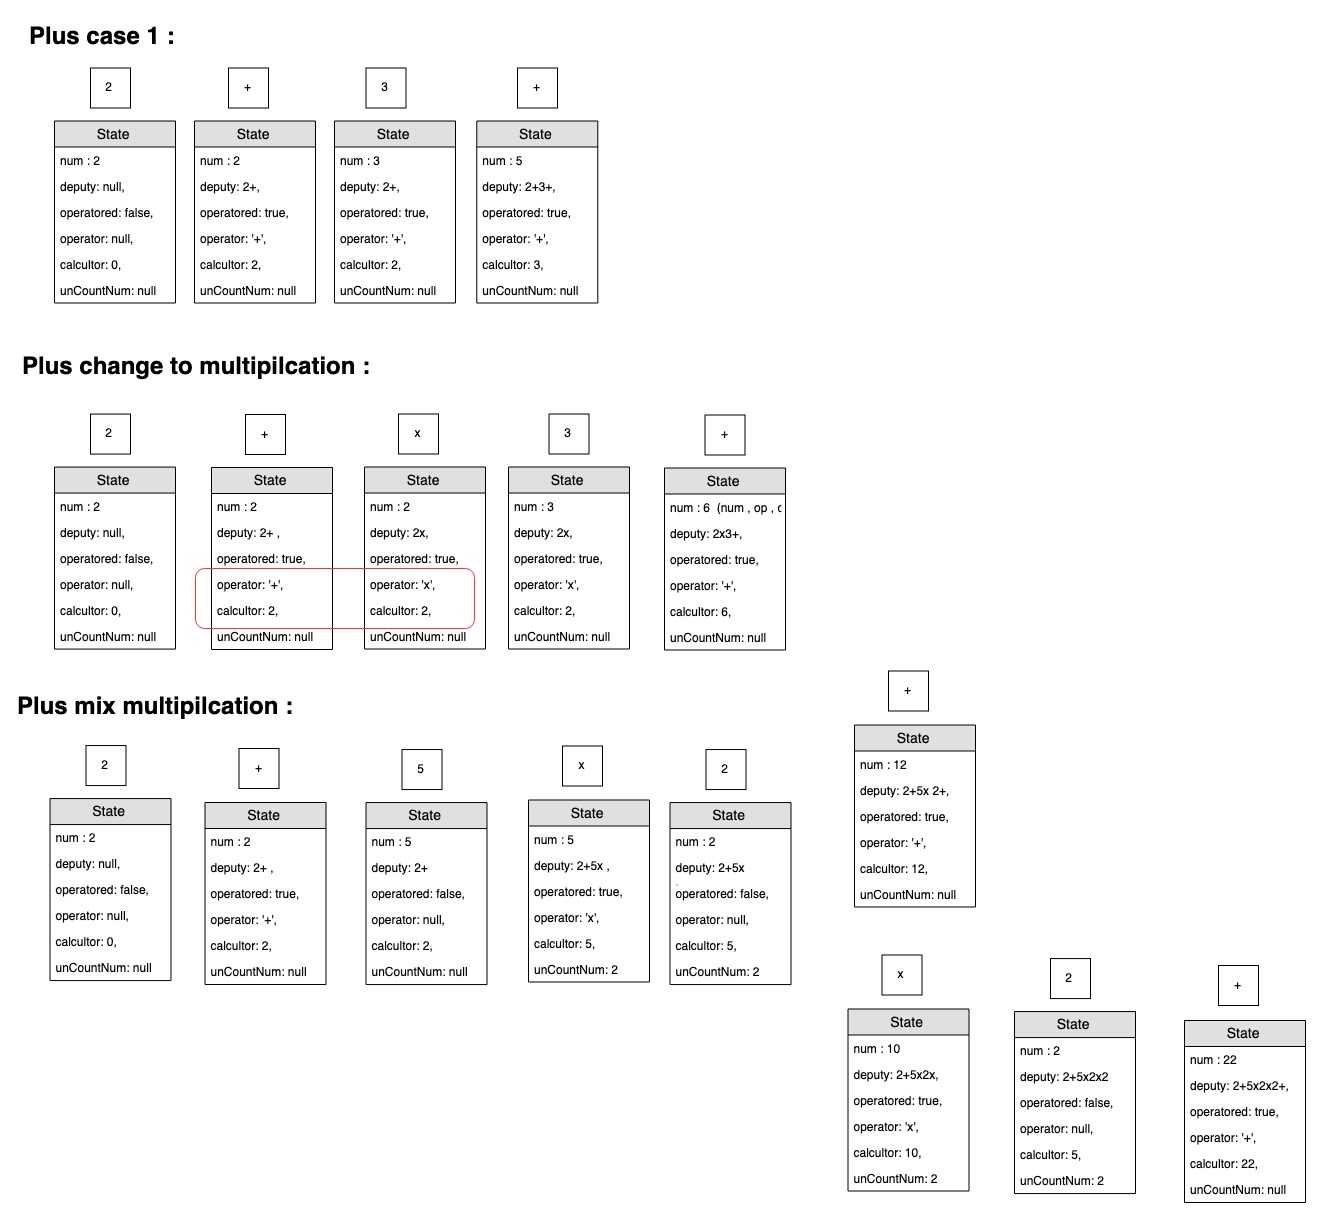 Plus case 1 :
2
State
num : 2
deputy: null,
operatored: false,
operator: null,
calcultor: 0,
unCountNum: null
+
State
num : 2
deputy: 2+,
operatored: true,
operator: '+',
calcultor: 2,
unCountNum: null
3
State
num : 3
deputy: 2+,
operatored: true,
operator: '+',
calcultor: 2,
unCountNum: null
+
State
num : 5
deputy: 2+3+,
operatored: true,
operator: '+',
calcultor: 3,
unCountNum: null
Plus change to multipilcation :
2
State
num : 2
deputy: null,
operatored: false,
operator: null,
calcultor: 0,
unCountNum: null
+
State
num : 2
deputy: 2+ ,
operatored: true,
operator: '+',
calcultor: 2,
unCountNum: null
x
State
num : 2
deputy: 2x,
operatored: true,
operator: 'x',
calcultor: 2,
unCountNum: null
3
State
num : 3
deputy: 2x,
operatored: true,
operator: 'x',
calcultor: 2,
unCountNum: null
+
State
num : 6 (num , op ,
deputy: 2x3+,
operatored: true,
operator: '+',
calcultor: 6,
unCountNum: null
Plus mix multipilcation :
2
State
num : 2
deputy: null,
operatored: false,
operator: null,
calcultor: 0,
unCountNum: null
+
State
num : 2
deputy: 2+ ,
operatored: true,
operator: '+',
calcultor: 2,
unCountNum: null
5
State
num : 5
deputy: 2+
operatored: false,
operator: null,
calcultor: 2,
unCountNum: null
x
State
num : 5
deputy: 2+5x ,
operatored: true,
operator: 'x',
calcultor: 5,
unCountNum: 2
2
State
num : 2
deputy: 2+5x
operatored: false,
operator: null,
calcultor: 5,
unCountNum: 2
+
State
num : 12
deputy: 2+5x 2+,
operatored: true,
operator: '+',
calcultor: 12,
unCountNum: null
x
State
num : 10
deputy: 2+5x2x,
operatored: true,
operator: 'x',
calcultor: 10,
unCountNum: 2
2
State
num : 2
deputy: 2+5x2x2
operatored: false,
operator: null,
calcultor: 5,
unCountNum: 2
+
State
num : 22
deputy: 2+5x2x2+,
operatored: true,
operator: '+',
calcultor: 22,
unCountNum: null